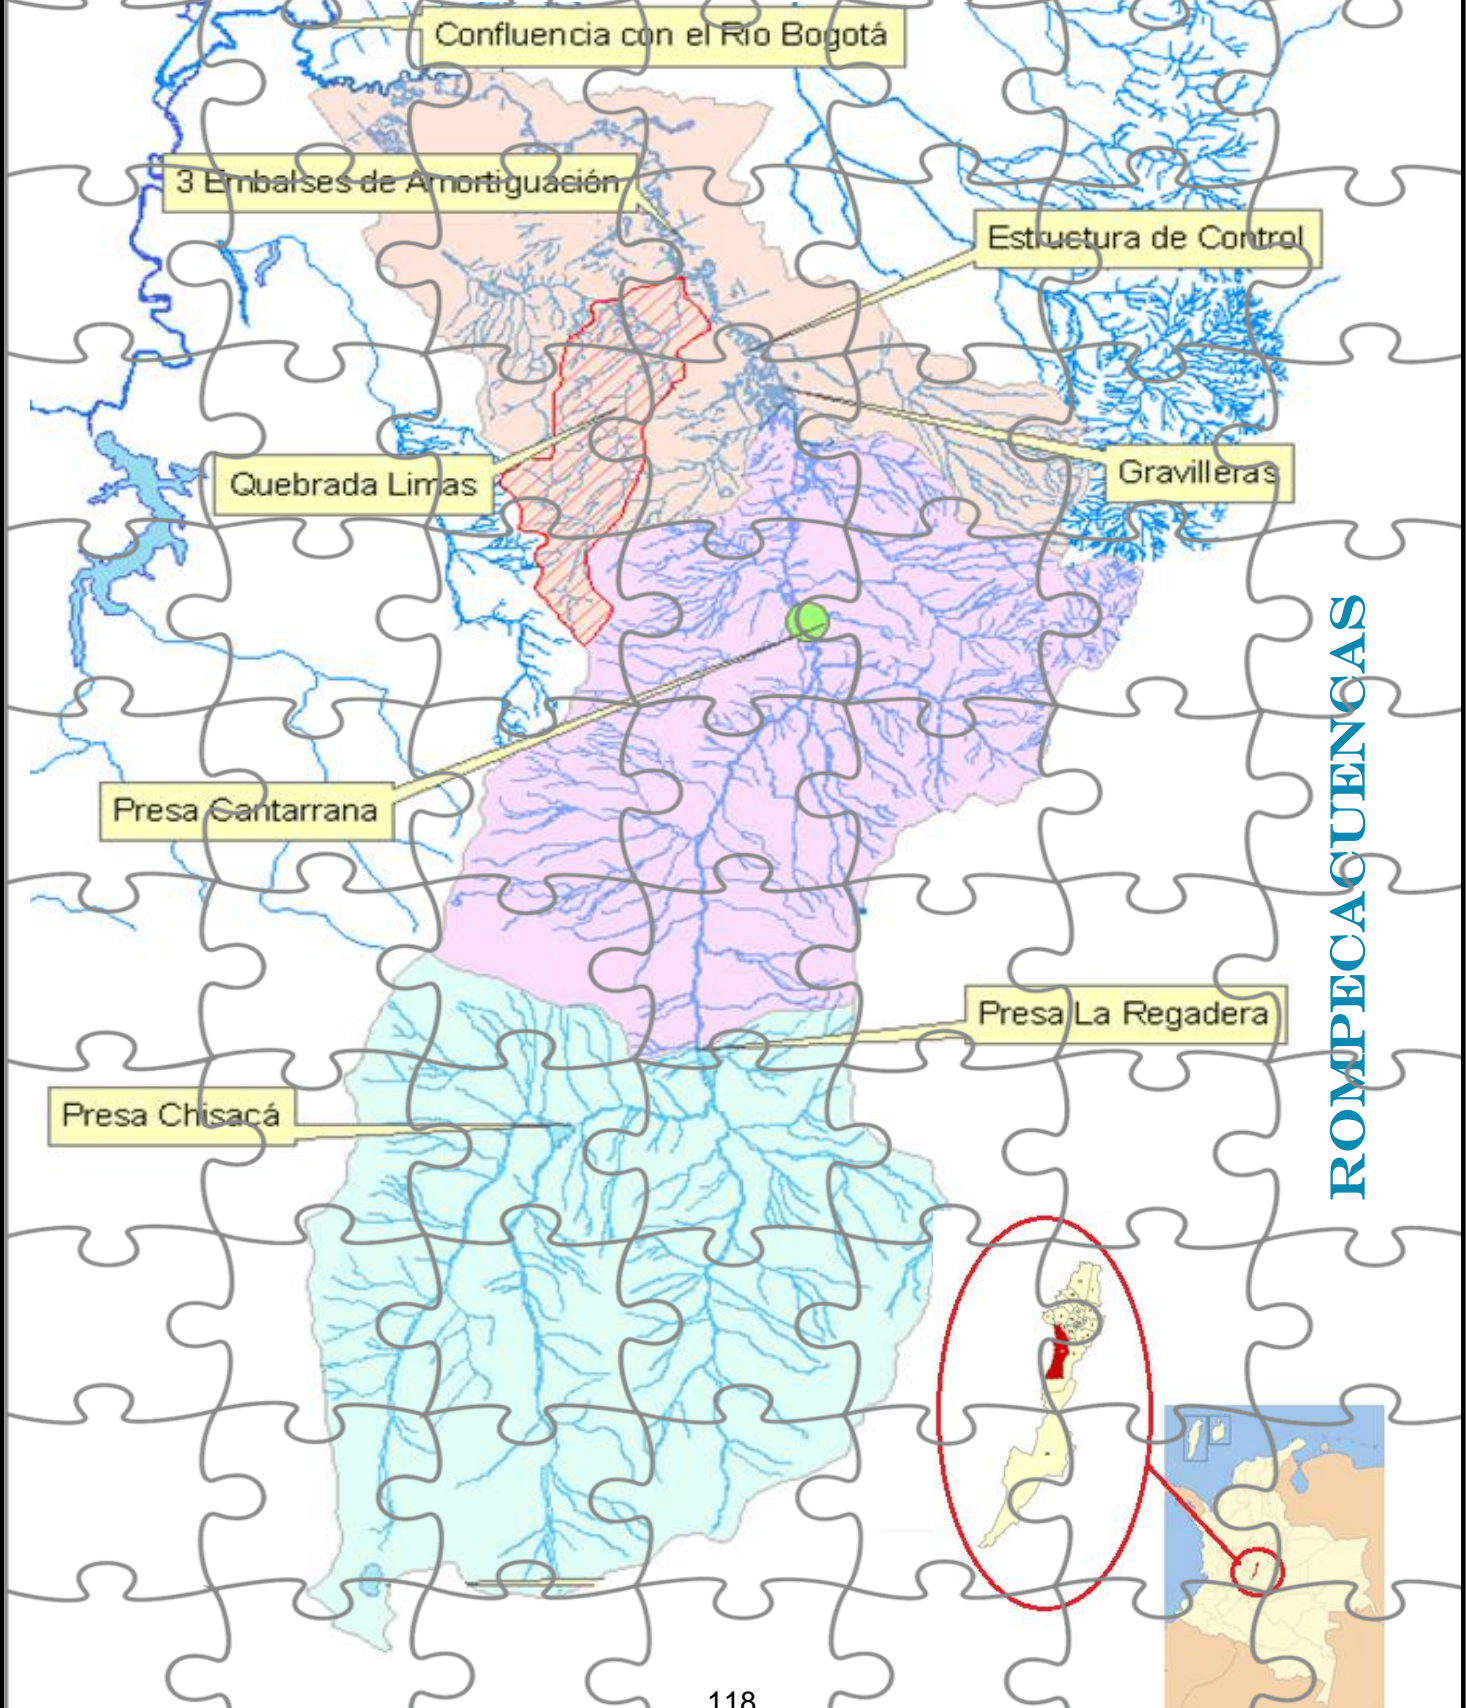 Confluencia con el Rio Bogotá
3 Embalses de Amortiguación
Estructura de Control
Quebrada Limas
Gravilleras
ROMPECACUENCAS
Presa Cantarrana
Presa La Regadera
Presa Chisacá
118